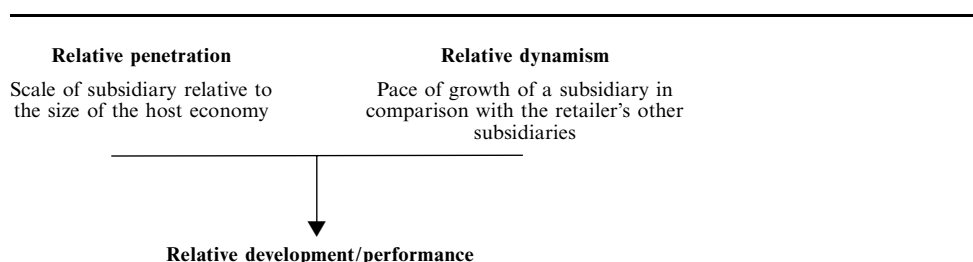 Relative penetration
Scale of subsidiary relative to
the size of the host economy
Relative dynamism
Pace of growth of a subsidiary in
comparison with the retailer's other
subsidiaries
Relative development/performance